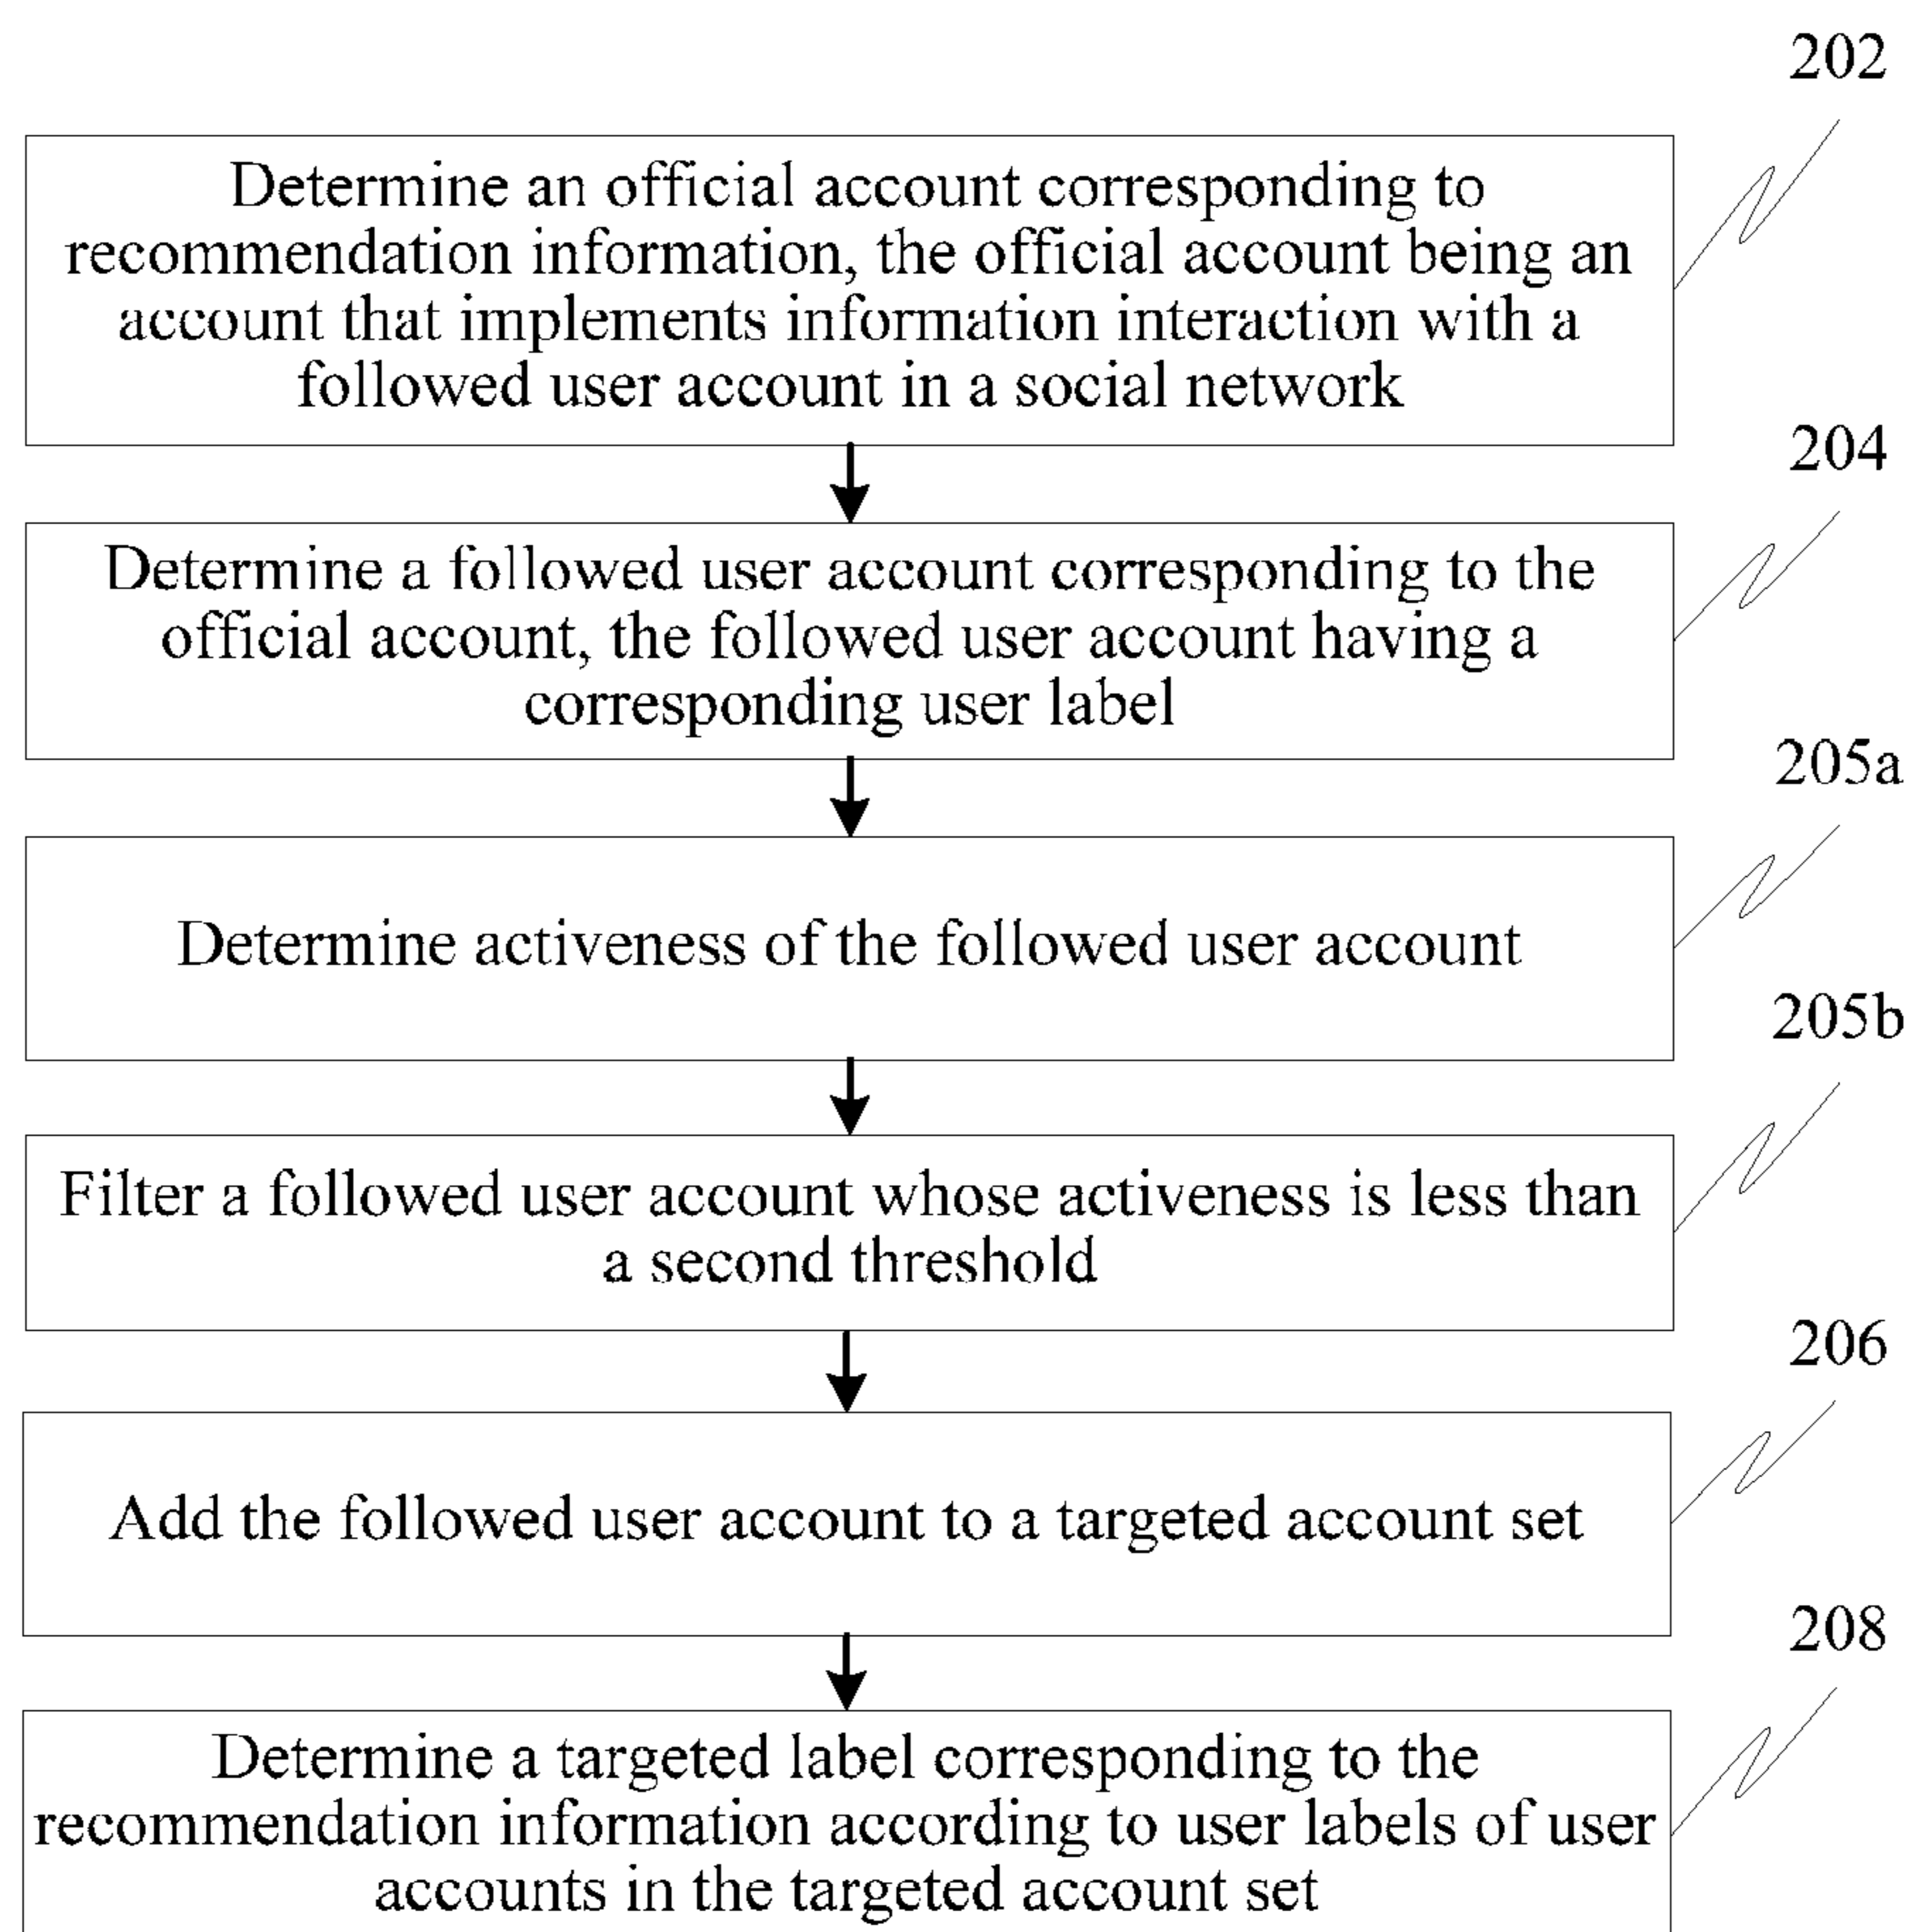 202
Determine an official account corresponding to
recommendation information, the official account being an
account that implements information interaction with a
followed user account in a social network
204
Determine a followed user account corresponding to the
official account, the followed user account having a
corresponding user label
205a
Determine activeness of the followed user account
205b
Filter a followed user account whose activeness is less than
a second threshold
206
Add the followed user account to a targeted account set
208
Determine a targeted label corresponding to the
recommendation information according to user labels of user
accounts in the targeted account set